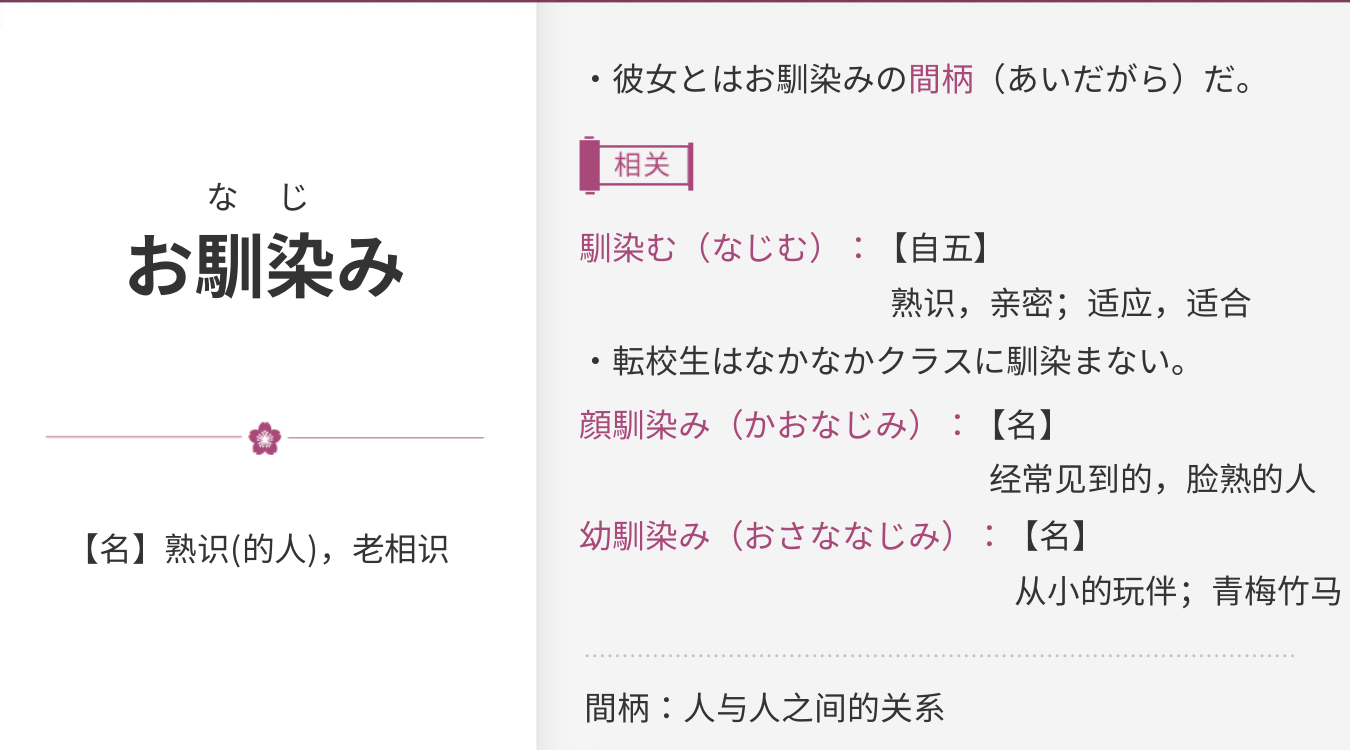 な じ
お馴染み
【名】熟识(的人)，老相识
・彼女とはお馴染みの間柄（あいだがら）だ。
相关
馴染む（なじむ）：【自五】
熟识，亲密；适应，适合
・転校生はなかなかクラスに馴染まない。
顔馴染み（かおなじみ）：【名】
经常见到的，脸熟的人
幼馴染み（おさななじみ）：【名】
从小的玩伴；青梅竹马
間柄：人与人之间的关系